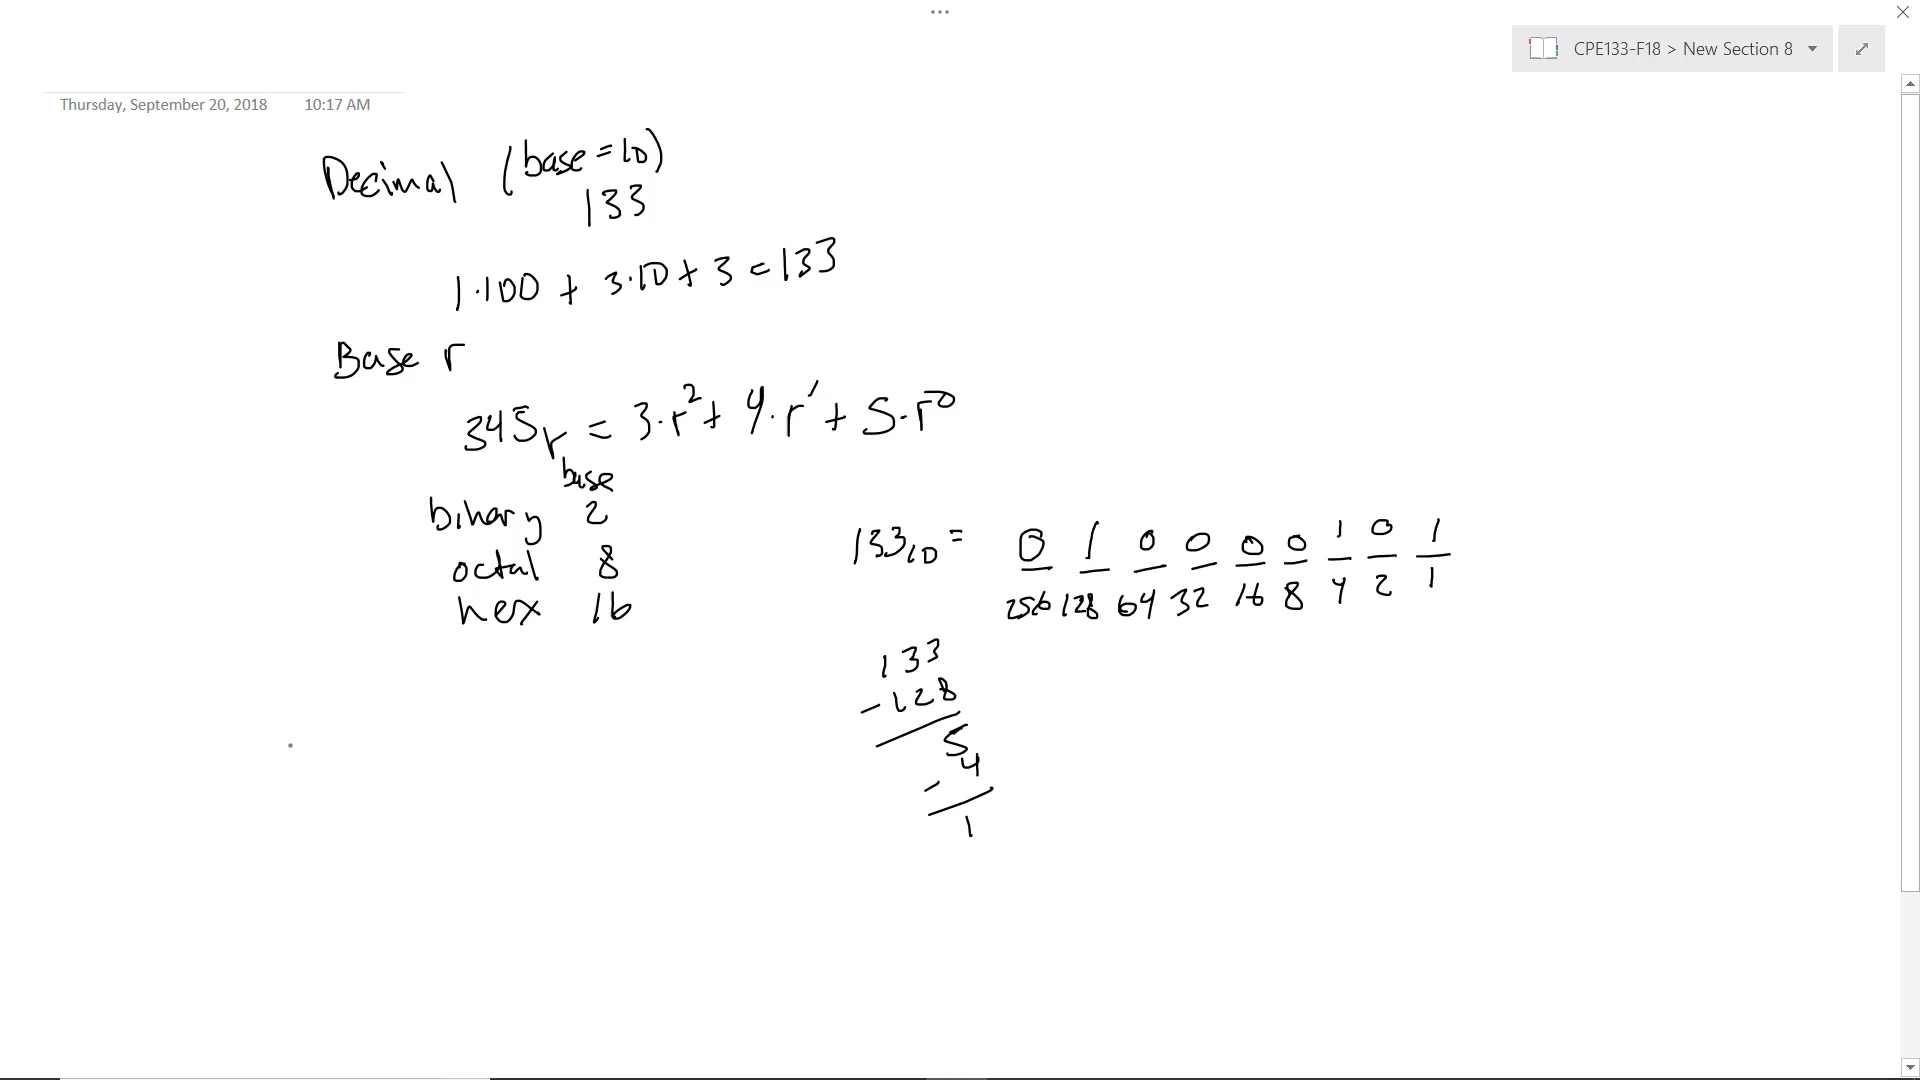 CPE133-F18 > New Section 8
Thursday, September 20, 2018 10:17 AM
Decimal (base = 10)
133
1·100 + 3·10 + 3 = 133
Base r
345r = 3·r² + 4·r¹ + 5·r⁰
base
binary 2
octal 8
hex 16
133₁₀ = 0 1 0 0 0 0 1 0 1
256 128 64 32 16 8 4 2 1
133
-128
5
- 4
1